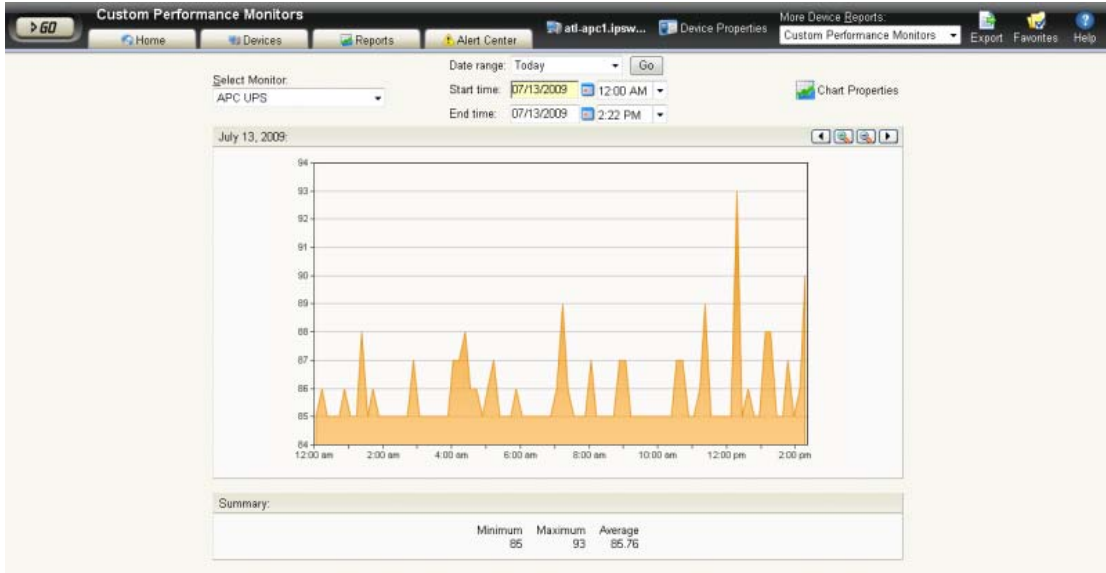 > GO
Custom Performance Monitors
atl-apc1.ipsw...
Device Properties
More Device Reports:
Custom Performance Monitors
Export
Favorites
Help
Home
Devices
Reports
Alert Center
Select Monitor:
APC UPS
Date range: Today
Go
Start time: 07/13/2009 12:00 AM
End time: 07/13/2009 2:22 PM
Chart Properties
July 13, 2009:
94
93
92
91
90
89
88
87
86
85
84
12:00 am 2:00 am 4:00 am 6:00 am 8:00 am 10:00 am 12:00 pm 2:00 pm
Summary:
Minimum Maximum Average
85 93 85.76